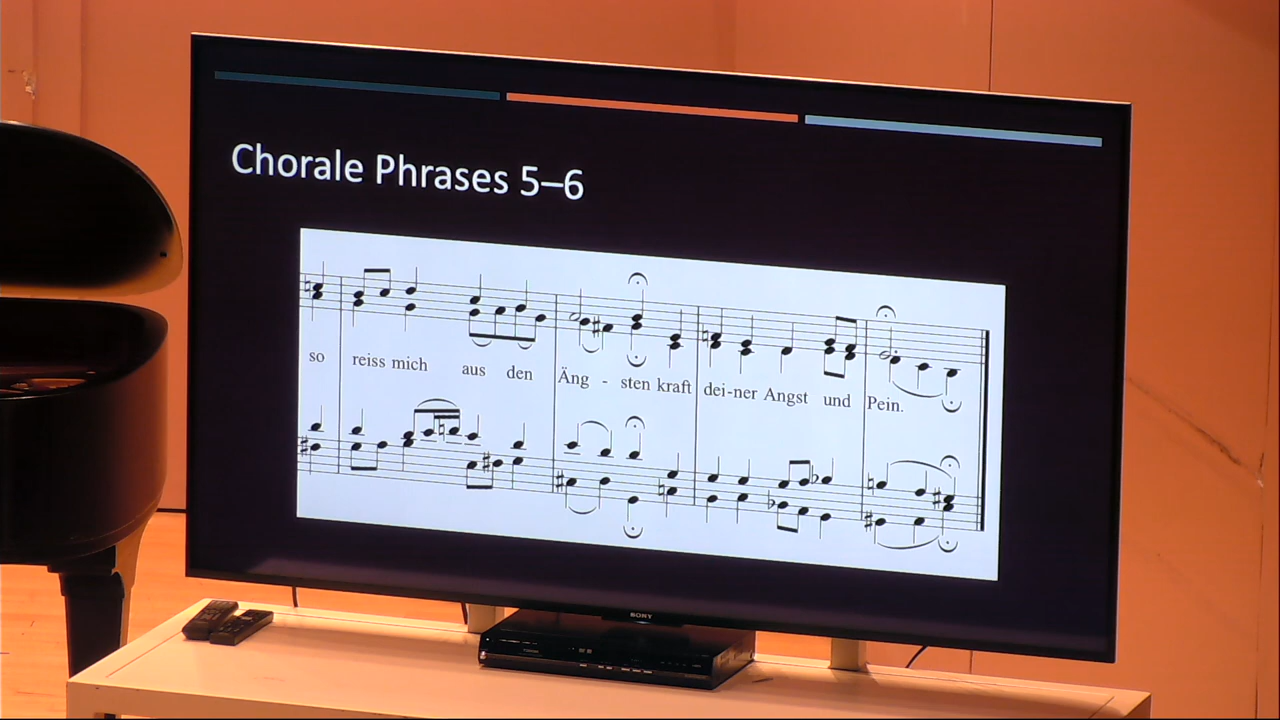 Chorale Phrases 5–6
so reiss mich aus den Äng - sten kraft dei-ner Angst und Pein.
SONY